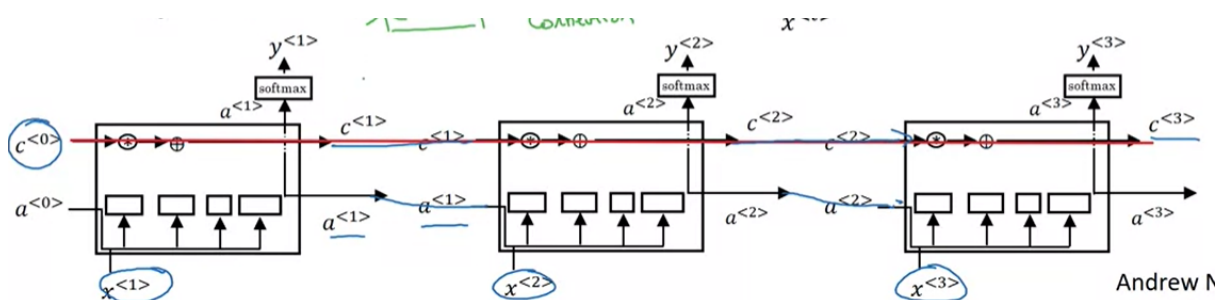 y<1> y<2> x y<3>
softmax softmax softmax
a<1> a<2> a<3>
c<0> c<1> c<1> c<2> c<2> c<3>
a<0> a<1> a<1> a<2> a<2> a<3>
x<1> x<2> x<3>
Andrew N